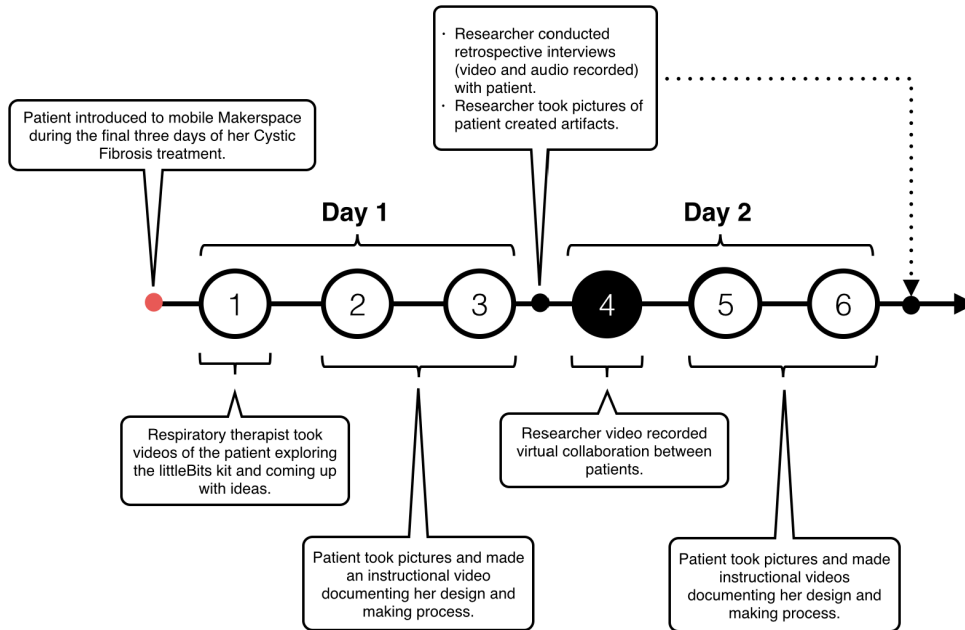 · Researcher conducted
retrospective interviews
(video and audio recorded)
with patient.
· Researcher took pictures of
patient created artifacts.
Patient introduced to mobile Makerspace
during the final three days of her Cystic
Fibrosis treatment.
Day 1
Day 2
1
2
3
4
5
6
Respiratory therapist took
videos of the patient exploring
the littleBits kit and coming up
with ideas.
Researcher video recorded
virtual collaboration between
patients.
Patient took pictures and made
an instructional video
documenting her design and
making process.
Patient took pictures and made
instructional videos
documenting her design and
making process.